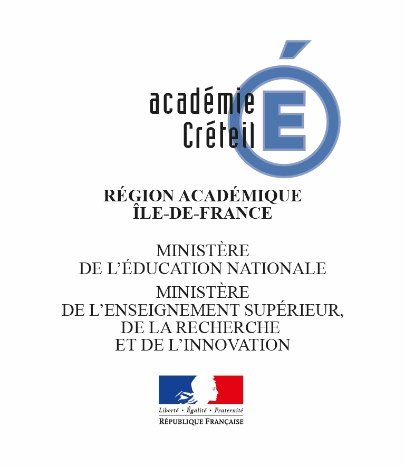 académie
Créteil
É
RÉGION ACADÉMIQUE
ÎLE-DE-FRANCE
MINISTÈRE
DE L'ÉDUCATION NATIONALE
MINISTÈRE
DE L'ENSEIGNEMENT SUPÉRIEUR,
DE LA RECHERCHE
ET DE L'INNOVATION
Liberté • Égalité • Fraternité
RÉPUBLIQUE FRANÇAISE